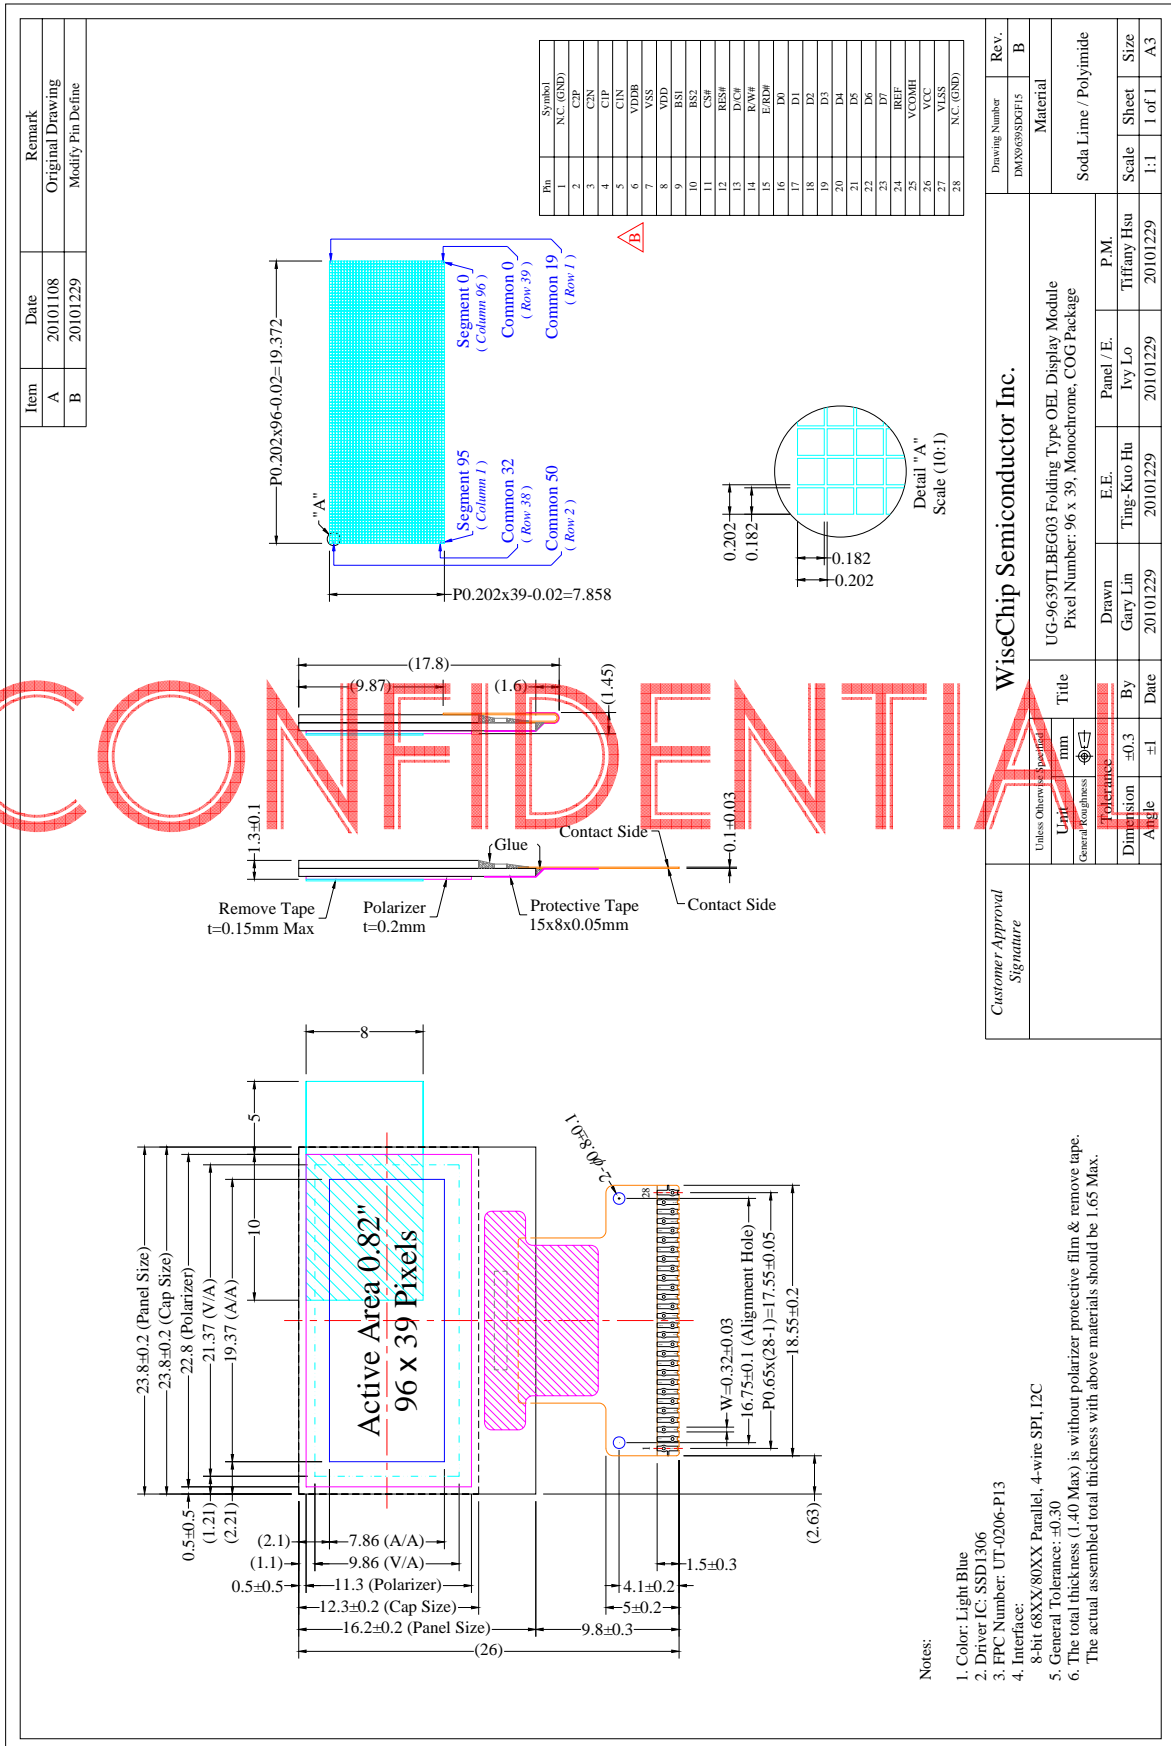 Item Date Remark
A 20101108 Original Drawing
B 20101229 Modify Pin Define
P0.202x96-0.02=19.372
"A"
Segment 95
( Column 1 )
Common 32
( Row 38 )
Common 50
( Row 2 )
Segment 0
( Column 96 )
Common 0
( Row 39 )
Common 19
( Row 1 )
P0.202x39-0.02=7.858
Pin Symbol
1 N.C. (GND)
2 C2P
3 C2N
4 C1P
5 C1N
6 VDDB
7 VSS
8 VDD
9 BS1
10 BS2
11 CS#
12 RES#
13 D/C#
14 R/W#
15 E/RD#
16 D0
17 D1
18 D2
19 D3
20 D4
21 D5
22 D6
23 D7
24 IREF
25 VCOMH
26 VCC
27 VLSS
28 N.C. (GND)
B
0.202
0.182
0.182
0.202
Detail "A"
Scale (10:1)
(17.8)
(9.87)
(1.6)
(1.45)
CONFIDENTIAL
1.3±0.1
Glue
Contact Side
0.1±0.03
Remove Tape
t=0.15mm Max
Polarizer
t=0.2mm
Protective Tape
15x8x0.05mm
Contact Side
8
5
10
23.8±0.2 (Panel Size)
23.8±0.2 (Cap Size)
22.8 (Polarizer)
21.37 (V/A)
19.37 (A/A)
Active Area 0.82"
96 x 39 Pixels
0.5±0.5
(1.21)
(2.21)
(2.1)
7.86 (A/A)
(1.1)
9.86 (V/A)
0.5±0.5
11.3 (Polarizer)
12.3±0.2 (Cap Size)
16.2±0.2 (Panel Size)
(26)
9.8±0.3
5±0.2
4.1±0.2
1.5±0.3
2-ϕ0.8±0.1
28
1
W=0.32±0.03
16.75±0.1 (Alignment Hole)
P0.65x(28-1)=17.55±0.05
18.55±0.2
(2.63)
Notes:
1. Color: Light Blue
2. Driver IC: SSD1306
3. FPC Number: UT-0206-P13
4. Interface:
8-bit 68XX/80XX Parallel, 4-wire SPI, I2C
5. General Tolerance: ±0.30
6. The total thickness (1.40 Max) is without polarizer protective film & remove tape.
The actual assembled total thickness with above materials should be 1.65 Max.
Customer Approval
Signature
WiseChip Semiconductor Inc.
Drawing Number
DMX9639SDGF15
Rev.
B
Unless Otherwise Specified
Unit mm
General Roughness
Tolerance
Dimension ±0.3
Angle ±1
Title
UG-9639TLBEG03 Folding Type OEL Display Module
Pixel Number: 96 x 39, Monochrome, COG Package
Material
Soda Lime / Polyimide
By Drawn E.E. Panel / E. P.M.
Gary Lin Ting-Kuo Hu Ivy Lo Tiffany Hsu
Date 20101229 20101229 20101229 20101229
Scale Sheet Size
1:1 1 of 1 A3